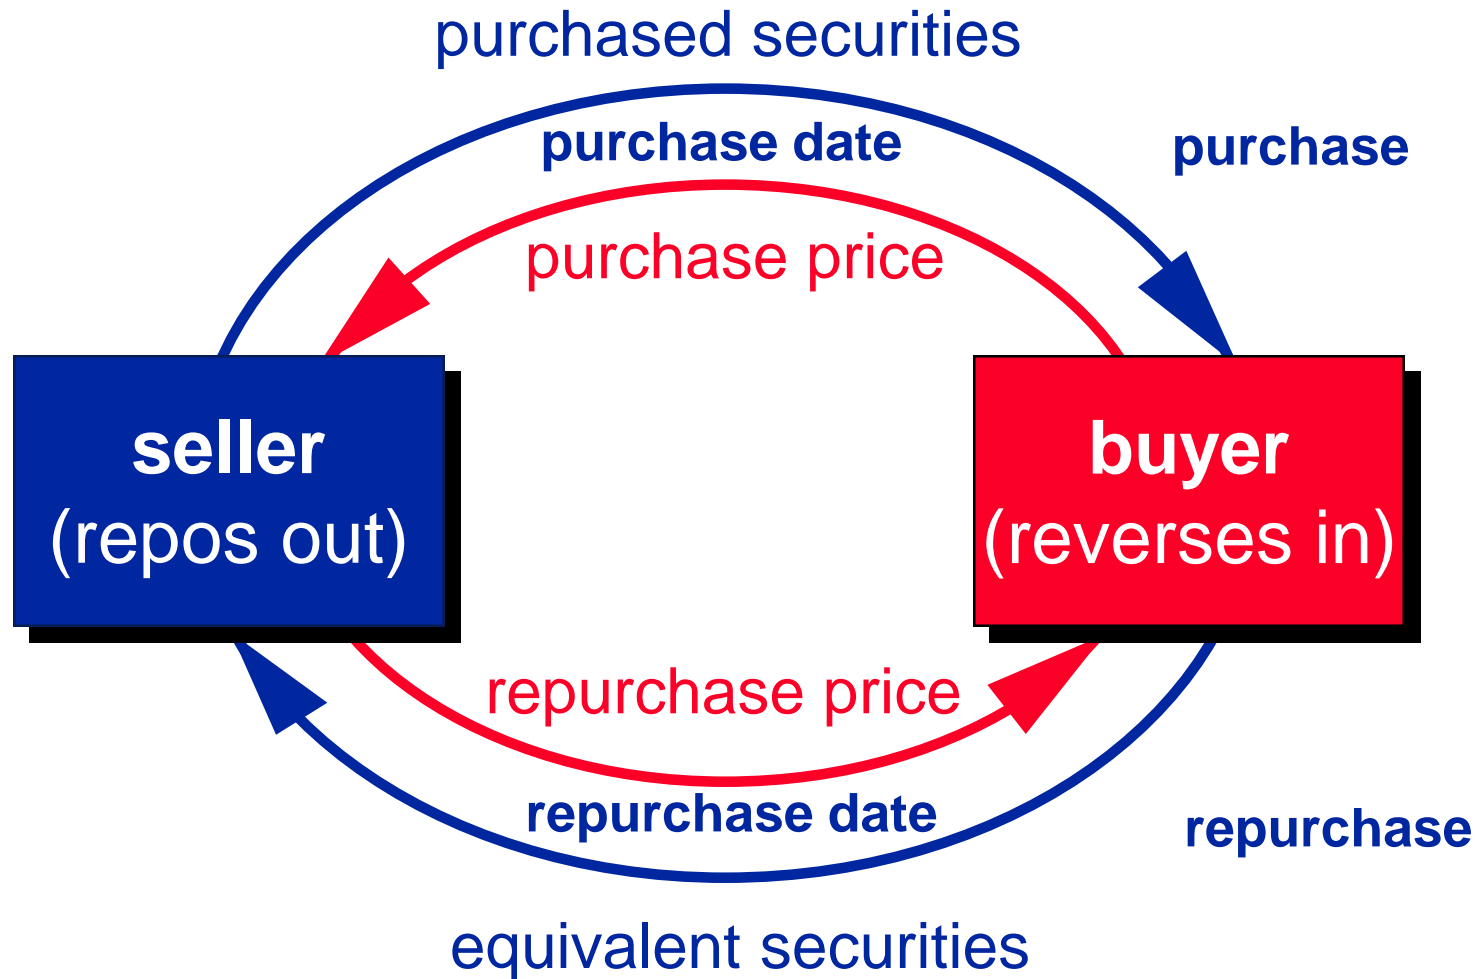 purchased securities
purchase date
purchase
purchase price
seller
(repos out)
buyer
(reverses in)
repurchase price
repurchase date
repurchase
equivalent securities